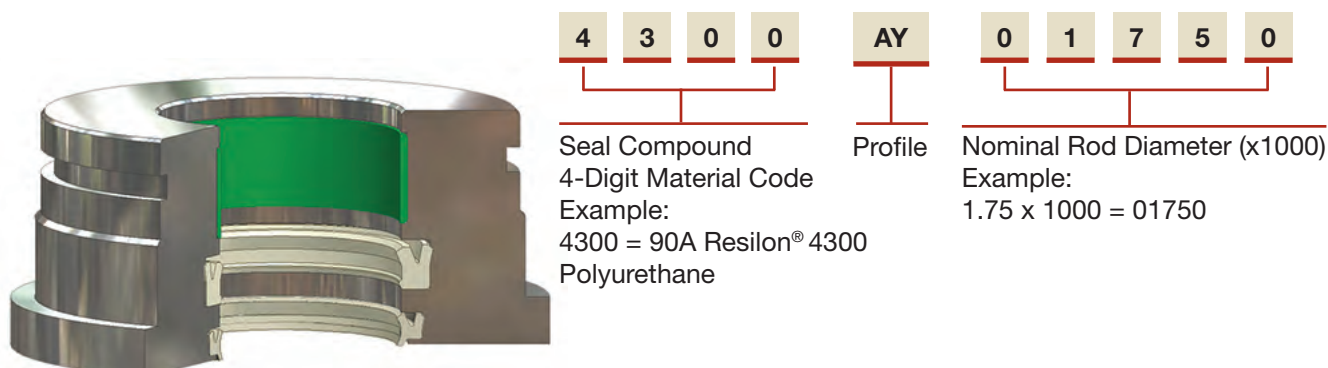 4 3 0 0 AY 0 1 7 5 0
Seal Compound
4-Digit Material Code
Example:
4300 = 90A Resilon® 4300
Polyurethane
Profile
Nominal Rod Diameter (x1000)
Example:
1.75 x 1000 = 01750